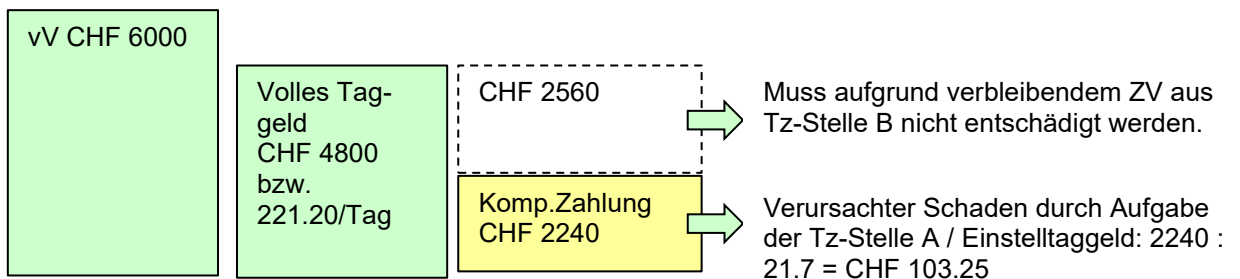 vV CHF 6000
Volles Tag-
geld
CHF 4800
bzw.
221.20/Tag
CHF 2560
Muss aufgrund verbleibendem ZV aus
Tz-Stelle B nicht entschädigt werden.
Komp.Zahlung
CHF 2240
Verursachter Schaden durch Aufgabe
der Tz-Stelle A / Einstelltaggeld: 2240 :
21.7 = CHF 103.25